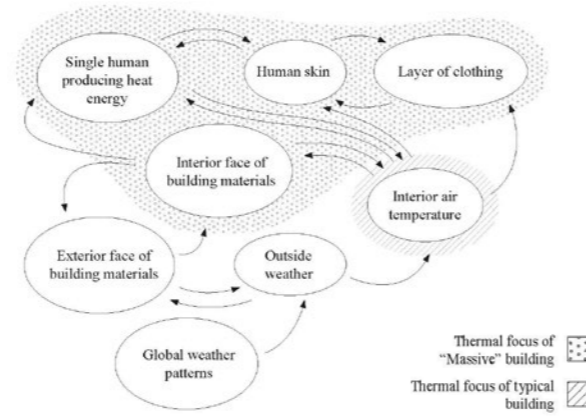 Single human
producing heat
energy
Human skin
Layer of clothing
Interior face of
building materials
Interior air
temperature
Exterior face of
building materials
Outside
weather
Global weather
patterns
Thermal focus of
“Massive” building
Thermal focus of typical
building